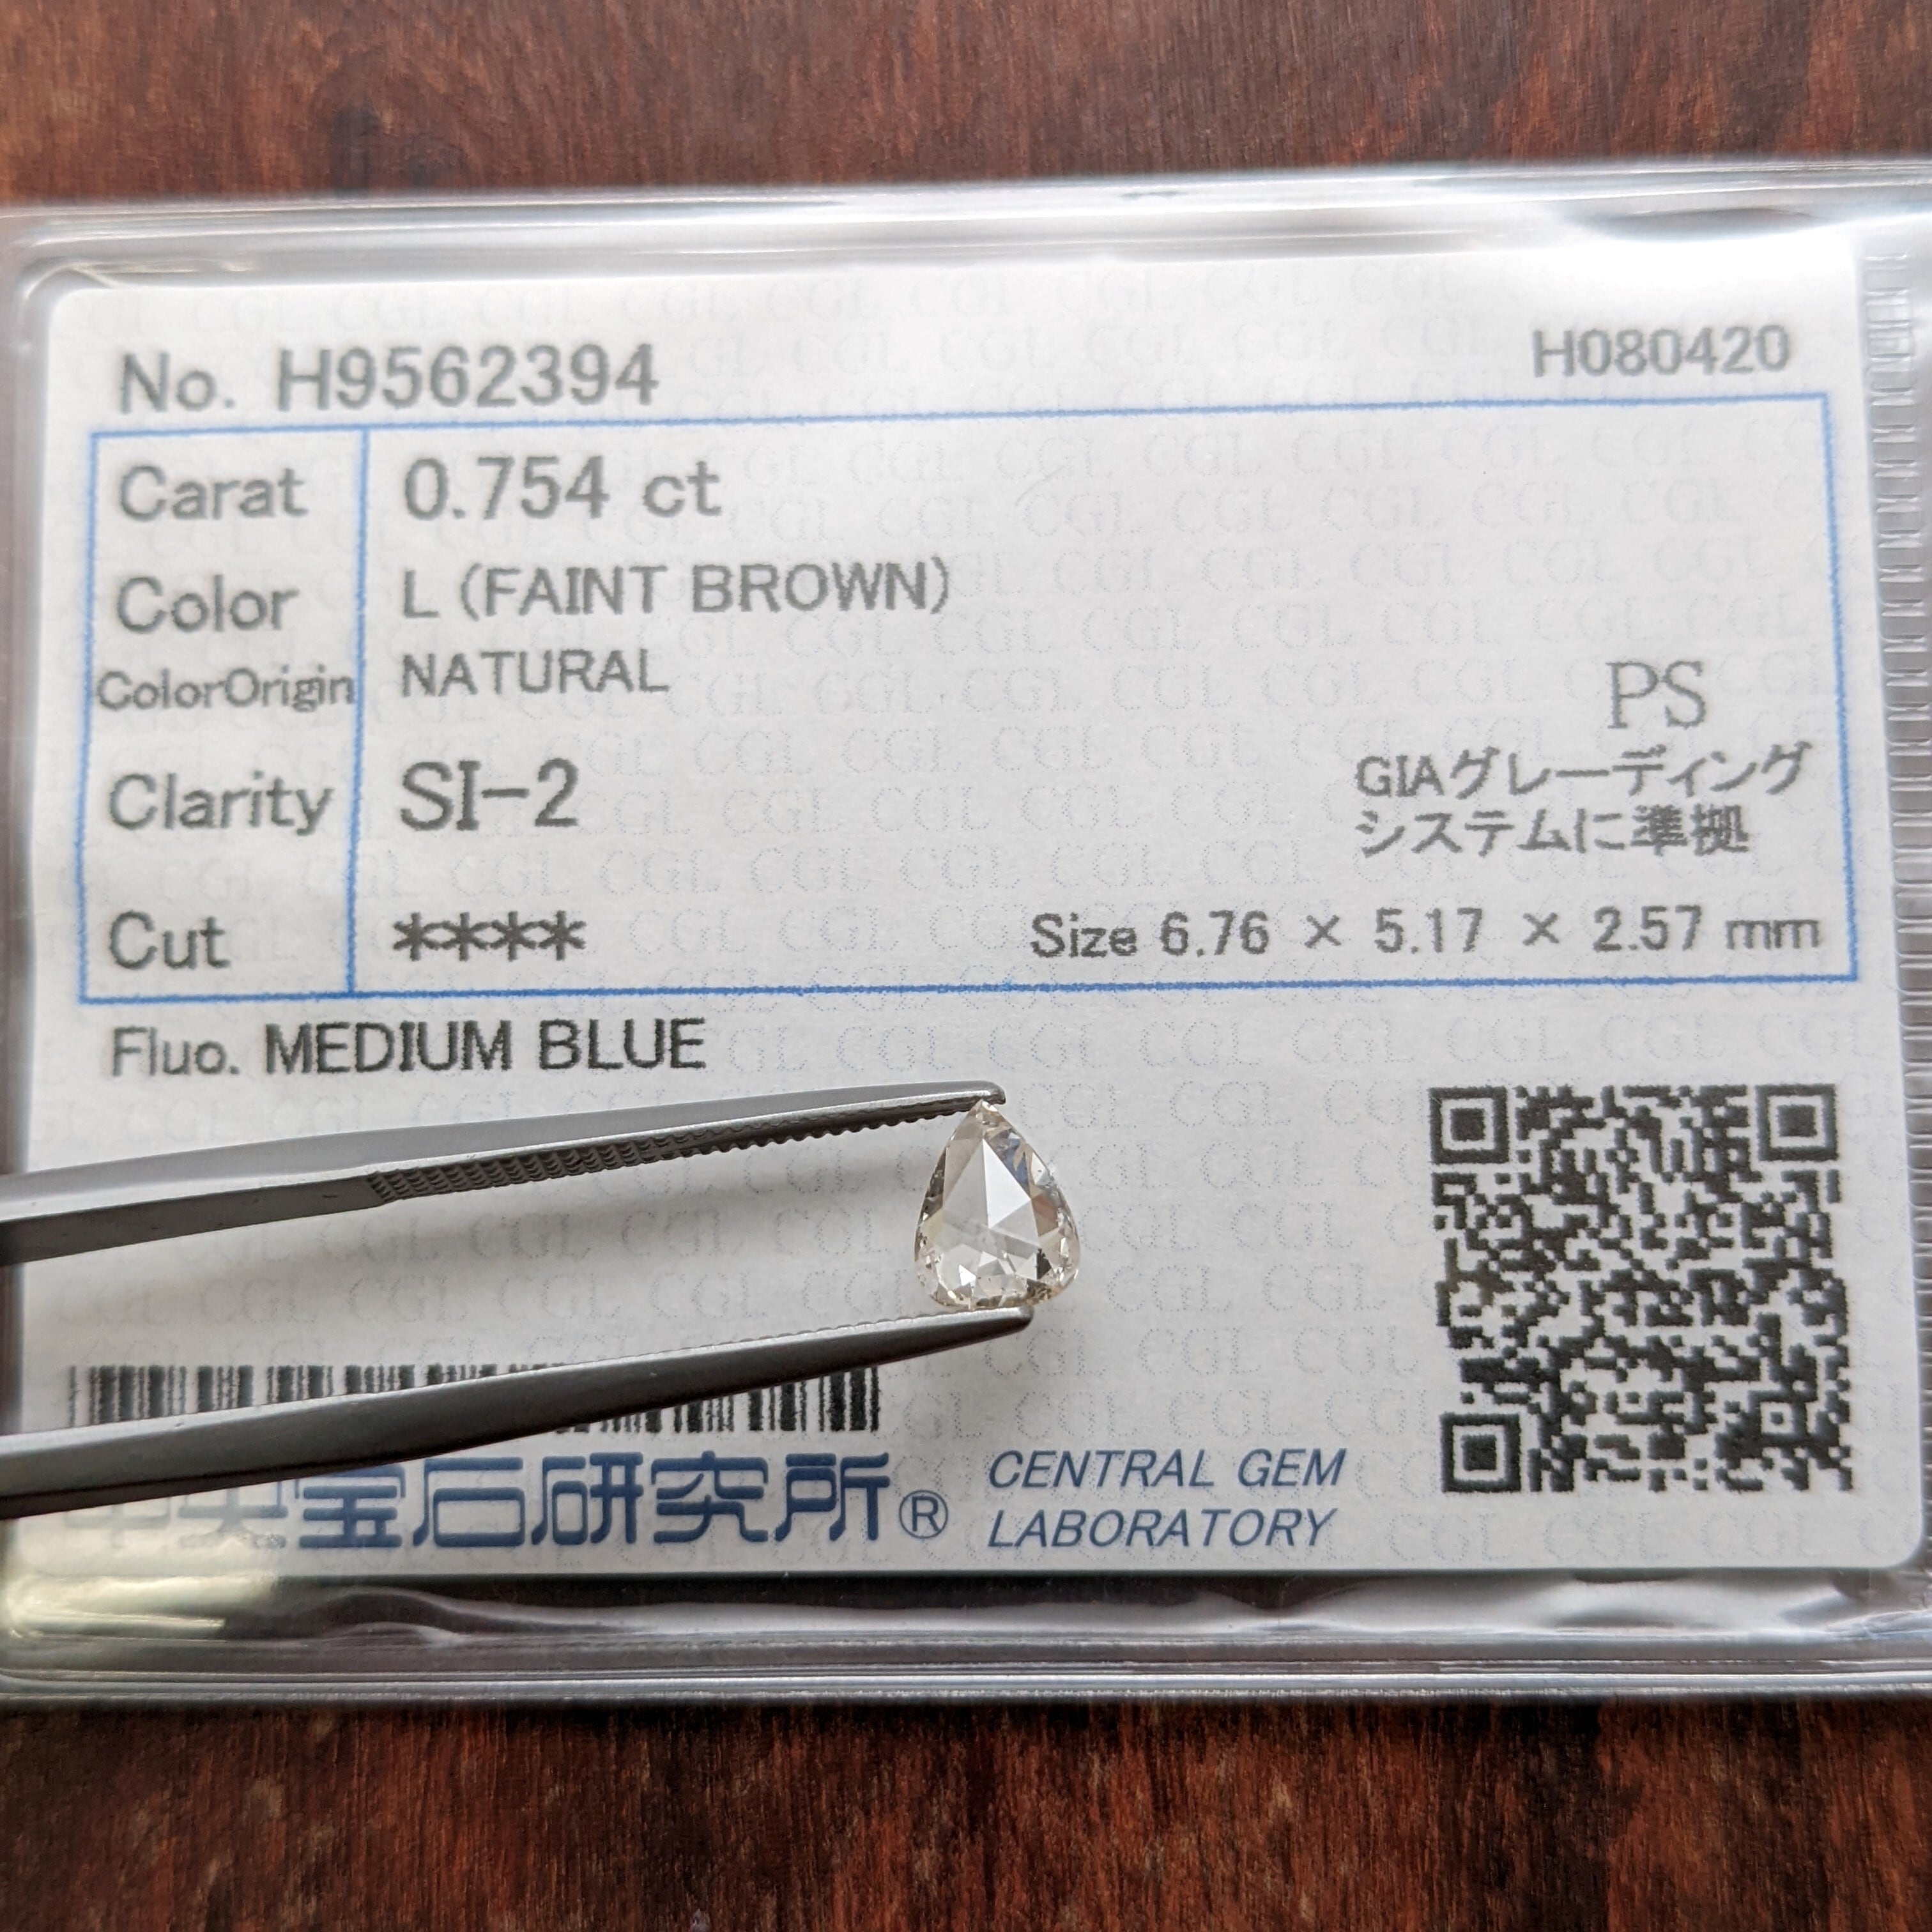 No. H9562394
H080420
Carat 0.754 ct
Color L (FAINT BROWN)
ColorOrigin NATURAL
PS
Clarity SI-2
GIAグレーディング
システムに準拠
Cut ****
Size 6.76 × 5.17 × 2.57 mm
Fluo. MEDIUM BLUE
中央宝石研究所®
CENTRAL GEM
LABORATORY